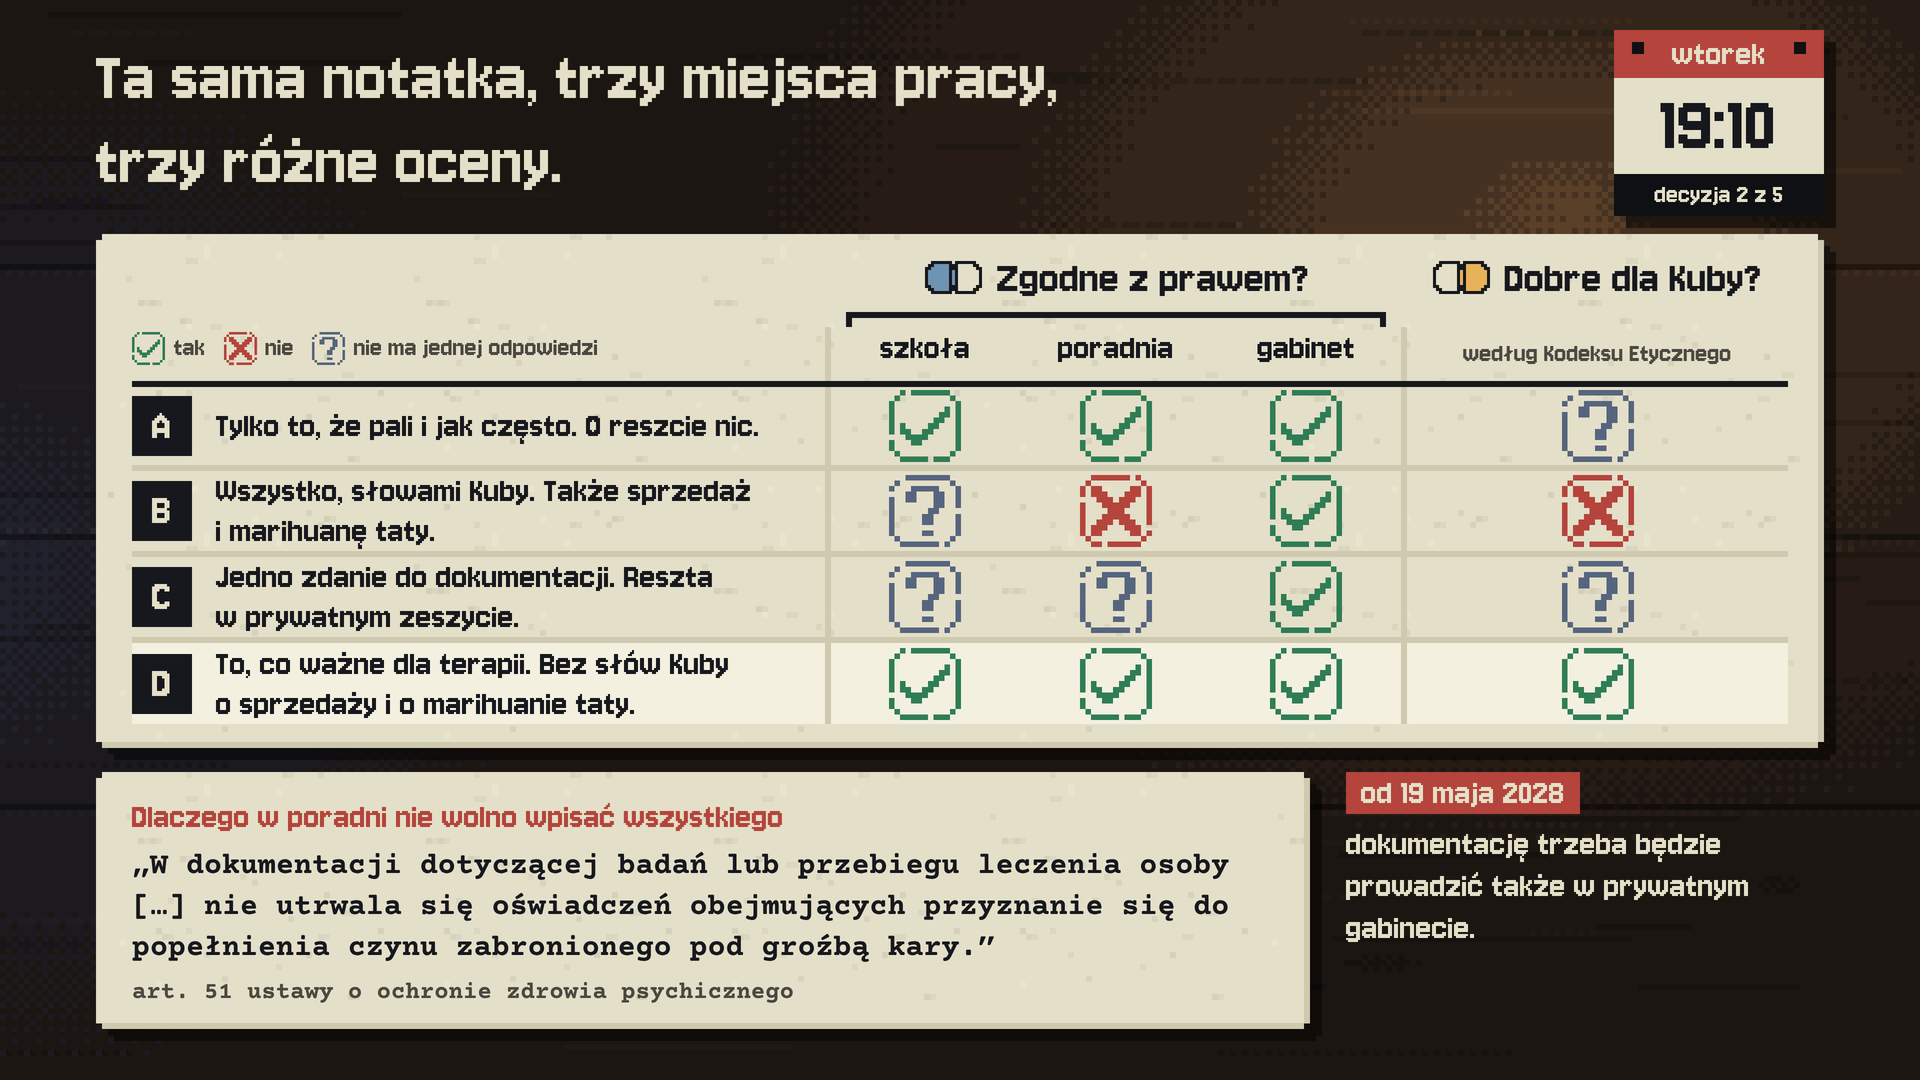 Ta sama notatka, trzy miejsca pracy,
trzy różne oceny.
wtorek
19:10
decyzja 2 z 5
Zgodne z prawem?
Dobre dla Kuby?
tak
nie
nie ma jednej odpowiedzi
szkoła
poradnia
gabinet
według Kodeksu Etycznego
A
Tylko to, że pali i jak często. O reszcie nic.
B
Wszystko, słowami Kuby. Także sprzedaż
i marihuanę taty.
C
Jedno zdanie do dokumentacji. Reszta
w prywatnym zeszycie.
D
To, co ważne dla terapii. Bez słów Kuby
o sprzedaży i o marihuanie taty.
Dlaczego w poradni nie wolno wpisać wszystkiego
„W dokumentacji dotyczącej badań lub przebiegu leczenia osoby
[…] nie utrwala się oświadczeń obejmujących przyznanie się do
popełnienia czynu zabronionego pod groźbą kary.”
art. 51 ustawy o ochronie zdrowia psychicznego
od 19 maja 2028
dokumentację trzeba będzie
prowadzić także w prywatnym
gabinecie.